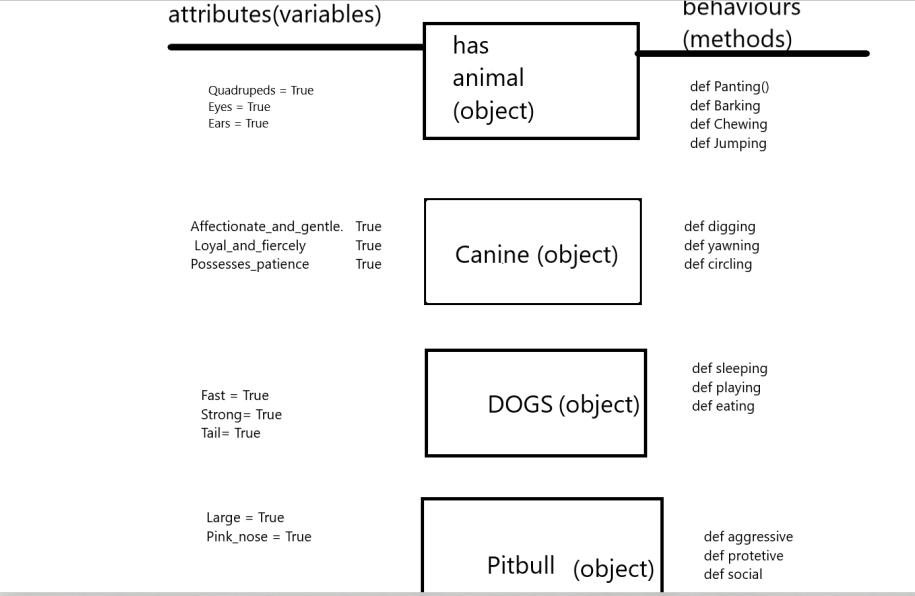 attributes(variables)
behaviours
(methods)
has
animal
(object)
Quadrupeds = True
Eyes = True
Ears = True
def Panting()
def Barking
def Chewing
def Jumping
Affectionate_and_gentle. True
Loyal_and_fiercely True
Possesses_patience True
Canine (object)
def digging
def yawning
def circling
Fast = True
Strong= True
Tail= True
DOGS (object)
def sleeping
def playing
def eating
Large = True
Pink_nose = True
Pitbull (object)
def aggressive
def protetive
def social